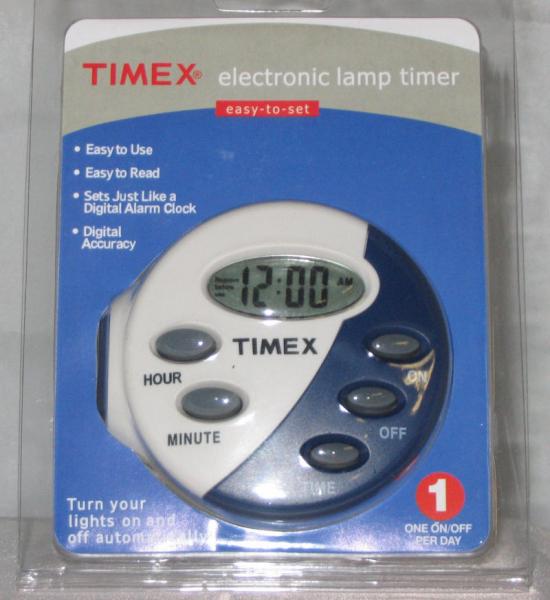 TIMEX® electronic lamp timer
easy-to-set
• Easy to Use
• Easy to Read
• Sets Just Like a
Digital Alarm Clock
• Digital
Accuracy
12:00 AM
TIMEX
HOUR
MINUTE
ON
OFF
TIME
Turn your
lights on and
off automatically
1
ONE ON/OFF
PER DAY